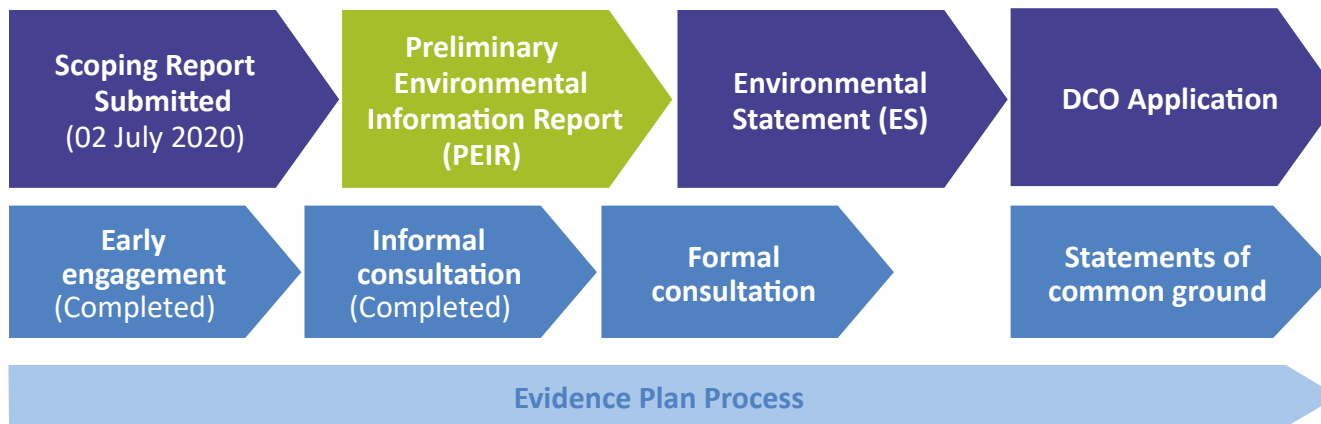 Scoping Report
Submitted
(02 July 2020)
Preliminary
Environmental
Information Report
(PEIR)
Environmental
Statement (ES)
DCO Application
Early
engagement
(Completed)
Informal
consultation
(Completed)
Formal
consultation
Statements of
common ground
Evidence Plan Process